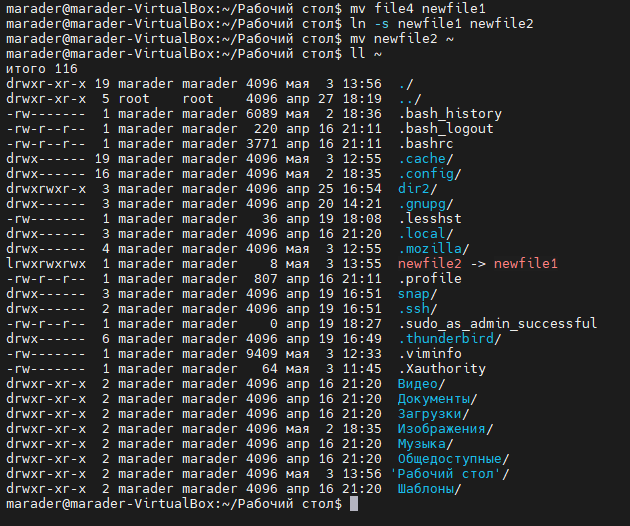 marader@marader-VirtualBox:~/Рабочий стол$ mv file4 newfile1
marader@marader-VirtualBox:~/Рабочий стол$ ln -s newfile1 newfile2
marader@marader-VirtualBox:~/Рабочий стол$ mv newfile2 ~
marader@marader-VirtualBox:~/Рабочий стол$ ll ~
итого 116
drwxr-xr-x 19 marader marader 4096 мая  3 13:56  ./
drwxr-xr-x  5 root    root    4096 апр 27 18:19  ../
-rw-------  1 marader marader 6089 мая  2 18:36  .bash_history
-rw-r--r--  1 marader marader  220 апр 16 21:11  .bash_logout
-rw-r--r--  1 marader marader 3771 апр 16 21:11  .bashrc
drwx------ 19 marader marader 4096 мая  3 12:55  .cache/
drwx------ 16 marader marader 4096 мая  2 18:35  .config/
drwxrwxr-x  3 marader marader 4096 апр 25 16:54  dir2/
drwx------  3 marader marader 4096 апр 20 14:21  .gnupg/
-rw-------  1 marader marader   36 апр 19 18:08  .lesshst
drwx------  3 marader marader 4096 апр 16 21:20  .local/
drwx------  4 marader marader 4096 мая  3 12:55  .mozilla/
lrwxrwxrwx  1 marader marader    8 мая  3 13:55  newfile2 -> newfile1
-rw-r--r--  1 marader marader  807 апр 16 21:11  .profile
drwx------  3 marader marader 4096 апр 19 16:51  snap/
drwx------  2 marader marader 4096 апр 19 16:51  .ssh/
-rw-r--r--  1 marader marader    0 апр 19 18:27  .sudo_as_admin_successful
drwx------  6 marader marader 4096 апр 19 16:49  .thunderbird/
-rw-------  1 marader marader 9409 мая  3 12:33  .viminfo
-rw-------  1 marader marader   64 мая  3 11:45  .Xauthority
drwxr-xr-x  2 marader marader 4096 апр 16 21:20  Видео/
drwxr-xr-x  2 marader marader 4096 апр 16 21:20  Документы/
drwxr-xr-x  2 marader marader 4096 апр 16 21:20  Загрузки/
drwxr-xr-x  2 marader marader 4096 мая  2 18:35  Изображения/
drwxr-xr-x  2 marader marader 4096 апр 16 21:20  Музыка/
drwxr-xr-x  2 marader marader 4096 апр 16 21:20  Общедоступные/
drwxr-xr-x  2 marader marader 4096 мая  3 13:56 'Рабочий стол'/
drwxr-xr-x  2 marader marader 4096 апр 16 21:20  Шаблоны/
marader@marader-VirtualBox:~/Рабочий стол$